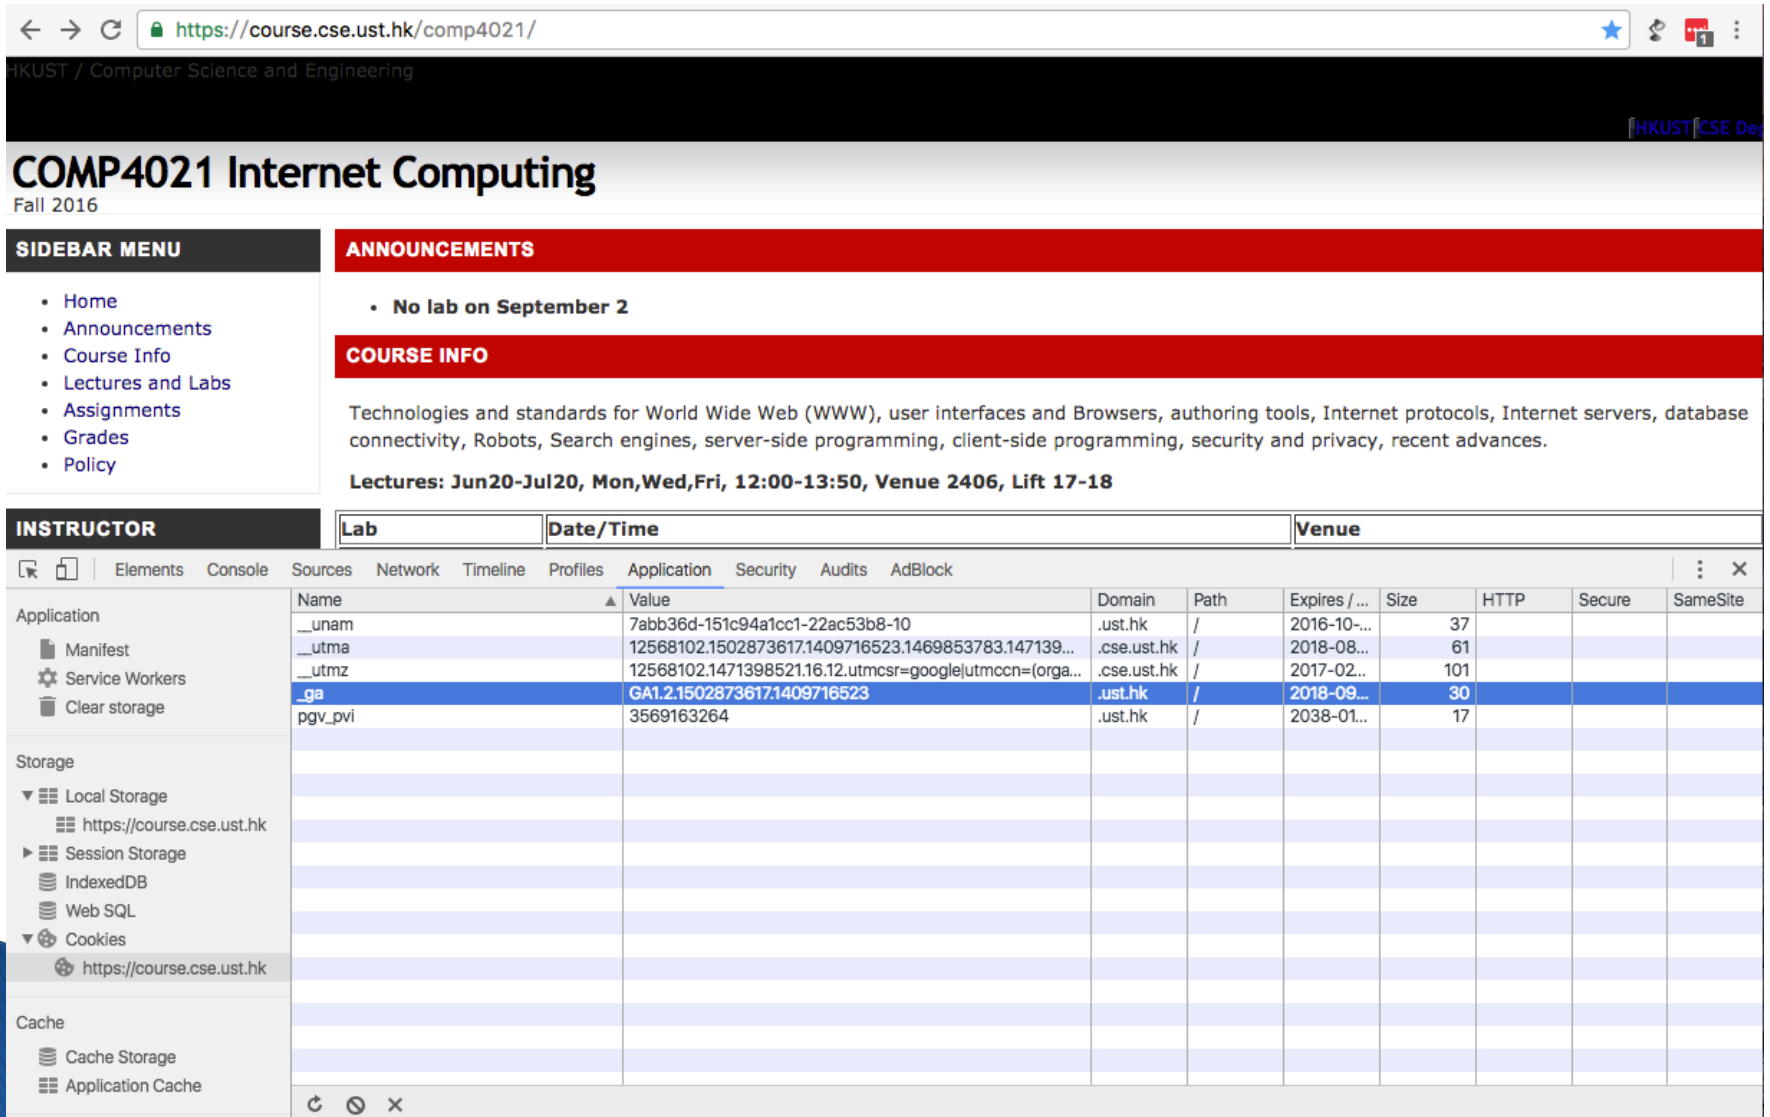 https://course.cse.ust.hk/comp4021/
1
HKUST / Computer Science and Engineering
HKUST CSE Dep
COMP4021 Internet Computing
Fall 2016
SIDEBAR MENU
Home
Announcements
Course Info
Lectures and Labs
Assignments
Grades
Policy
INSTRUCTOR
ANNOUNCEMENTS
No lab on September 2
COURSE INFO
Technologies and standards for World Wide Web (WWW), user interfaces and Browsers, authoring tools, Internet protocols, Internet servers, database
connectivity, Robots, Search engines, server-side programming, client-side programming, security and privacy, recent advances.
Lectures: Jun20-Jul20, Mon,Wed,Fri, 12:00-13:50, Venue 2406, Lift 17-18
Lab Date/Time Venue
Elements Console Sources Network Timeline Profiles Application Security Audits AdBlock
Application
Manifest
Service Workers
Clear storage
Storage
Local Storage
https://course.cse.ust.hk
Session Storage
IndexedDB
Web SQL
Cookies
https://course.cse.ust.hk
Cache
Cache Storage
Application Cache
Name Value Domain Path Expires / ... Size HTTP Secure SameSite
__unam 7abb36d-151c94a1cc1-22ac53b8-10 .ust.hk / 2016-10-... 37
__utma 12568102.1502873617.1409716523.1469853783.147139... .cse.ust.hk / 2018-08... 61
__utmz 12568102.1471398521.16.12.utmcsr=google|utmccn=(orga... .cse.ust.hk / 2017-02... 101
_ga GA1.2.1502873617.1409716523 .ust.hk / 2018-09... 30
pgv_pvi 3569163264 .ust.hk / 2038-01... 17